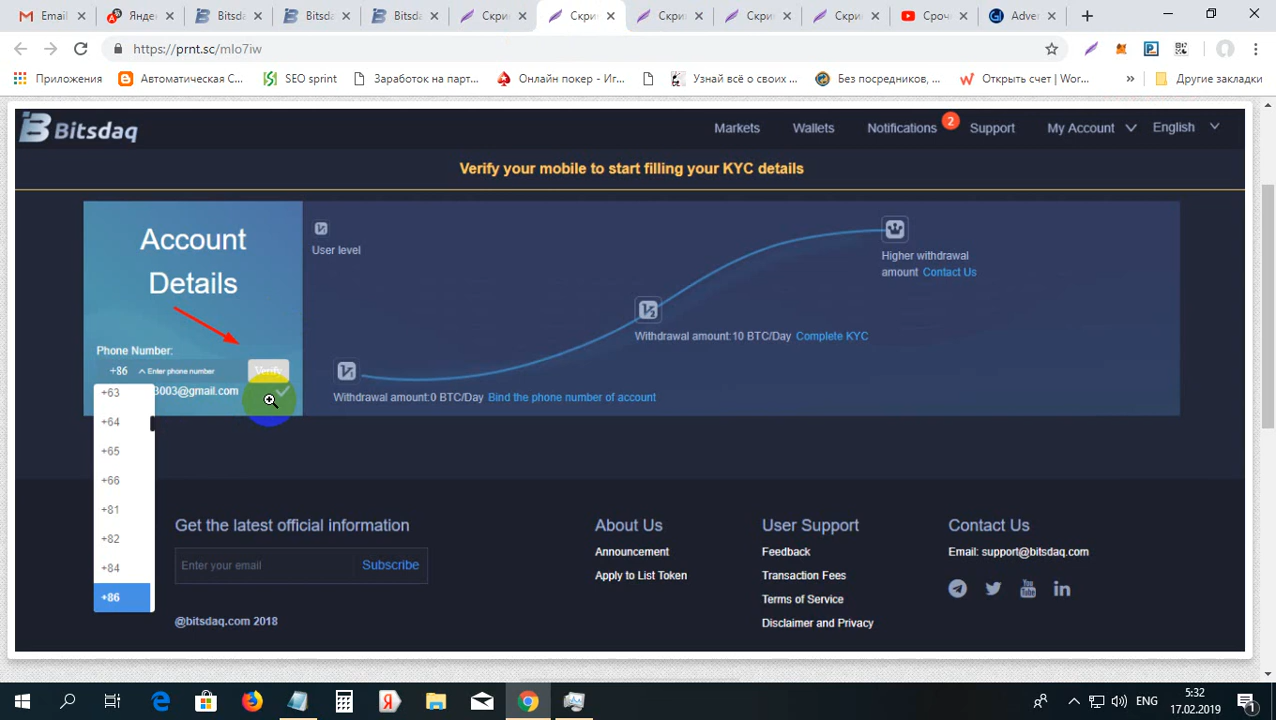 Email
Янде
Bitsda
Bitsda
Bitsda
Скри
Скри
Скри
Скри
Скри
Сроч
Adver
https://prnt.sc/mlo7iw
Приложения
Автоматическая С...
SEO sprint
Заработок на парт...
Онлайн покер - Иг...
Узнай всё о своих ...
Без посредников, ...
Открыть счет | Wor...
»
Другие закладки
Bitsdaq
Markets
Wallets
Notifications
2
Support
My Account
English
Verify your mobile to start filling your KYC details
Account
Details
User level
Higher withdrawal
amount Contact Us
Withdrawal amount:10 BTC/Day Complete KYC
Phone Number:
+86
Enter phone number
Verify
3003@gmail.com
Withdrawal amount:0 BTC/Day Bind the phone number of account
+63
+64
+65
+66
+81
+82
+84
+86
Get the latest official information
Enter your email
Subscribe
@bitsdaq.com 2018
About Us
Announcement
Apply to List Token
User Support
Feedback
Transaction Fees
Terms of Service
Disclaimer and Privacy
Contact Us
Email: support@bitsdaq.com
ENG
5:32
17.02.2019
1